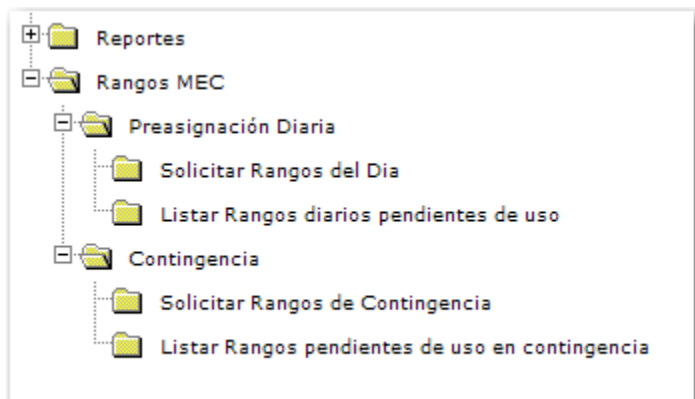 Reportes
Rangos MEC
Preasignación Diaria
Solicitar Rangos del Dia
Listar Rangos diarios pendientes de uso
Contingencia
Solicitar Rangos de Contingencia
Listar Rangos pendientes de uso en contingencia